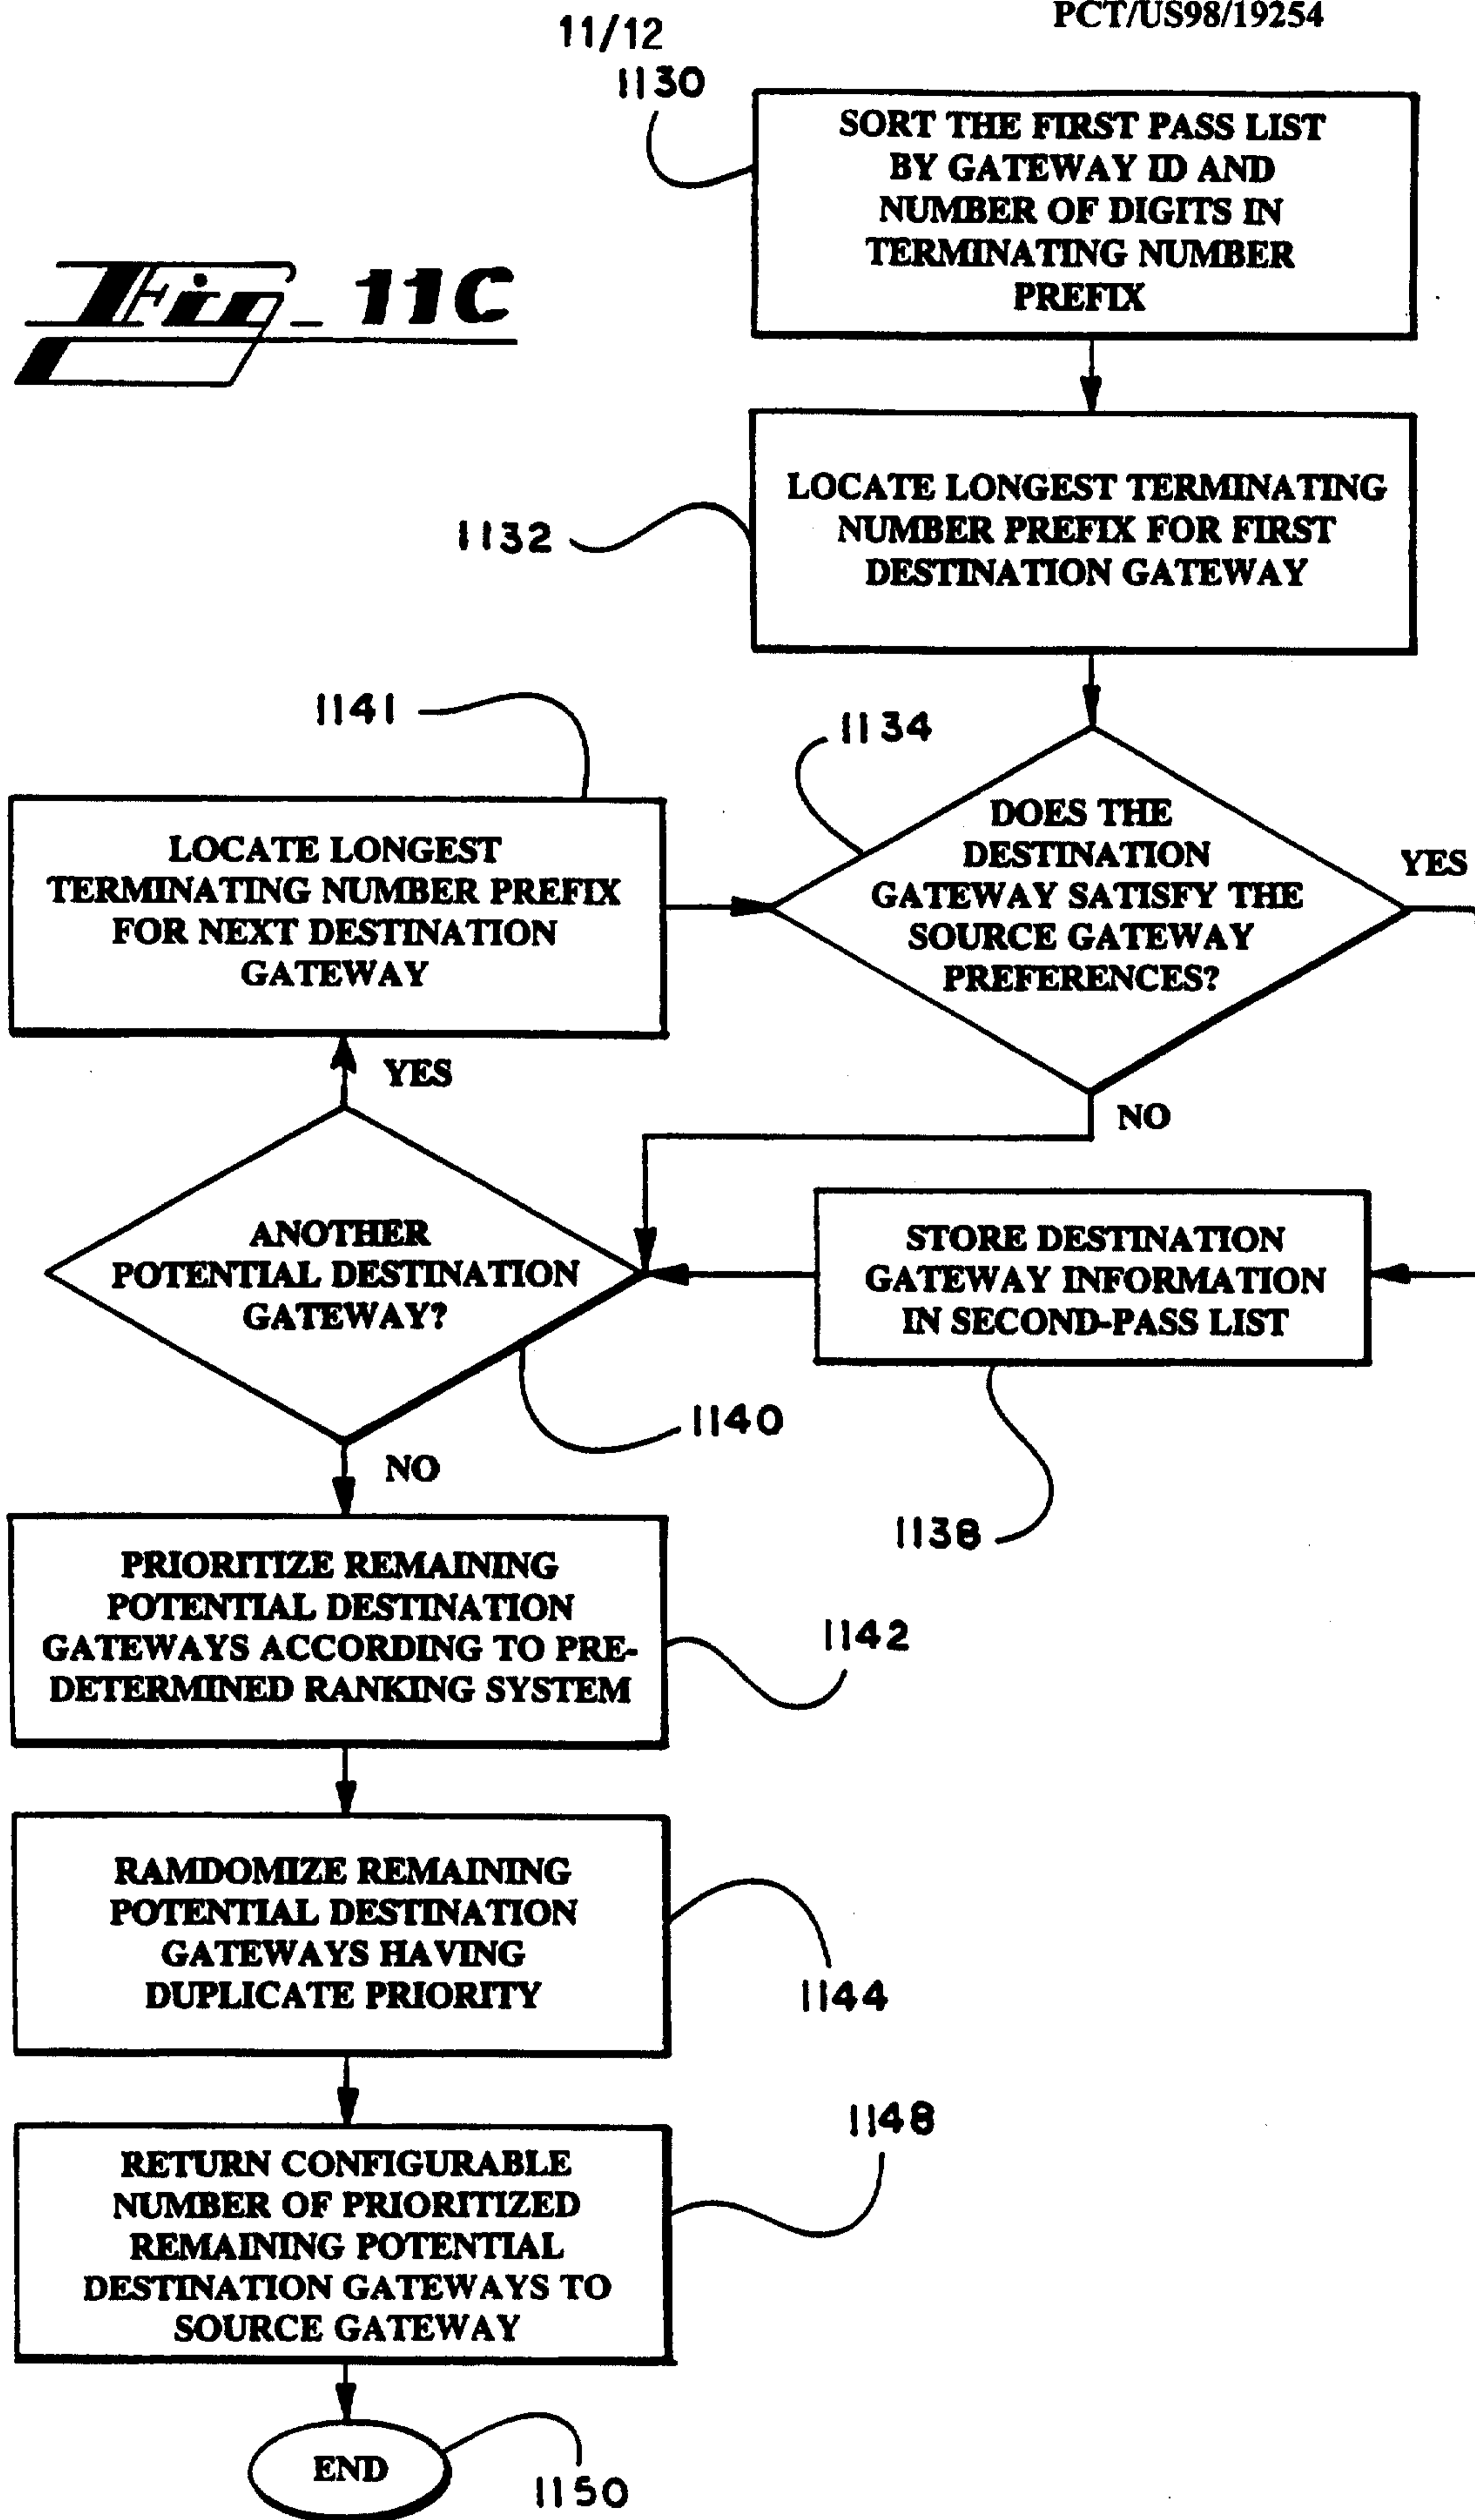 PCT/US98/19254
11/12
1130
SORT THE FIRST PASS LIST
BY GATEWAY ID AND
NUMBER OF DIGITS IN
TERMINATING NUMBER
PREFIX
Fig_ 11C
1132
LOCATE LONGEST TERMINATING
NUMBER PREFIX FOR FIRST
DESTINATION GATEWAY
1141
1134
LOCATE LONGEST
TERMINATING NUMBER PREFIX
FOR NEXT DESTINATION
GATEWAY
DOES THE
DESTINATION
GATEWAY SATISFY THE
SOURCE GATEWAY
PREFERENCES?
YES
YES
NO
ANOTHER
POTENTIAL DESTINATION
GATEWAY?
STORE DESTINATION
GATEWAY INFORMATION
IN SECOND-PASS LIST
1140
NO
1138
PRIORITIZE REMAINING
POTENTIAL DESTINATION
GATEWAYS ACCORDING TO PRE-
DETERMINED RANKING SYSTEM
1142
RAMDOMIZE REMAINING
POTENTIAL DESTINATION
GATEWAYS HAVING
DUPLICATE PRIORITY
1144
1148
RETURN CONFIGURABLE
NUMBER OF PRIORITIZED
REMAINING POTENTIAL
DESTINATION GATEWAYS TO
SOURCE GATEWAY
END
1150